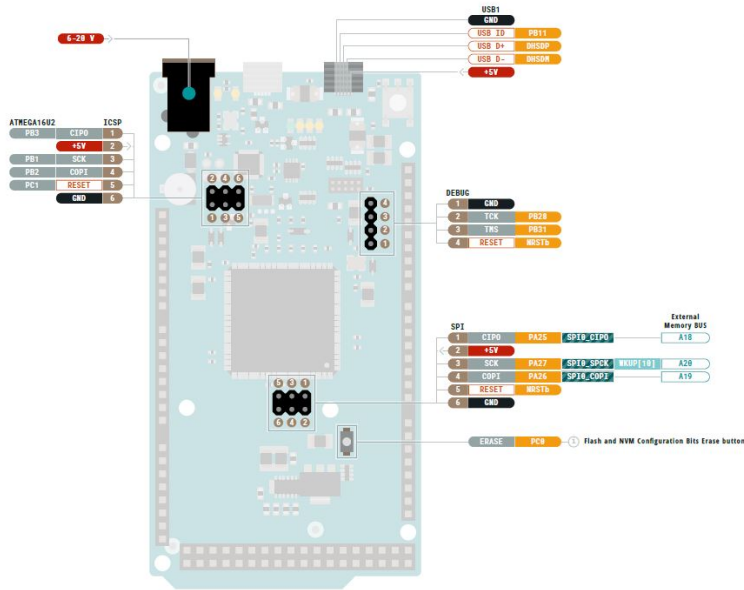 USB1
GND
USB ID PB11
USB D+ DHSDP
USB D- DHSDM
+5V
6-20 V
ATMEGA16U2 ICSP
PB3 CIPO 1
+5V 2
PB1 SCK 3
PB2 COPI 4
PC1 RESET 5
GND 6
2 4 6
1 3 5
4
3
2
1
DEBUG
1 GND
2 TCK PB28
3 TMS PB31
4 RESET NRSTb
External
Memory BUS
SPI
1 CIPO PA25 SPI0_CIPO A18
2 +5V
3 SCK PA27 SPI0_SPCK WKUP[10] A20
4 COPI PA26 SPI0_COPI A19
5 RESET NRSTb
6 GND
5 3 1
6 4 2
ERASE PC0 Flash and NVM Configuration Bits Erase button